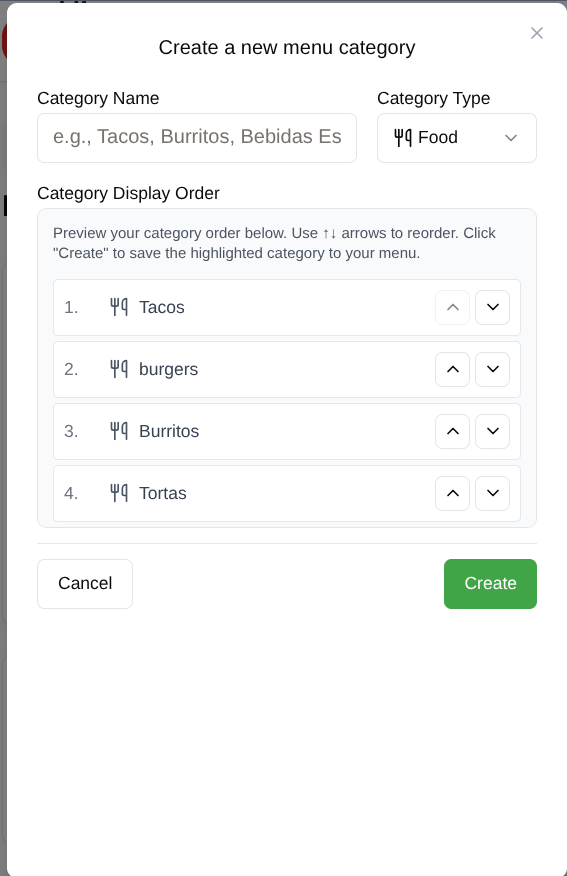 Create a new menu category
Category Name
Category Type
e.g., Tacos, Burritos, Bebidas Es
Food
Category Display Order
Preview your category order below. Use ↑↓ arrows to reorder. Click
"Create" to save the highlighted category to your menu.
1. Tacos
2. burgers
3. Burritos
4. Tortas
Cancel
Create